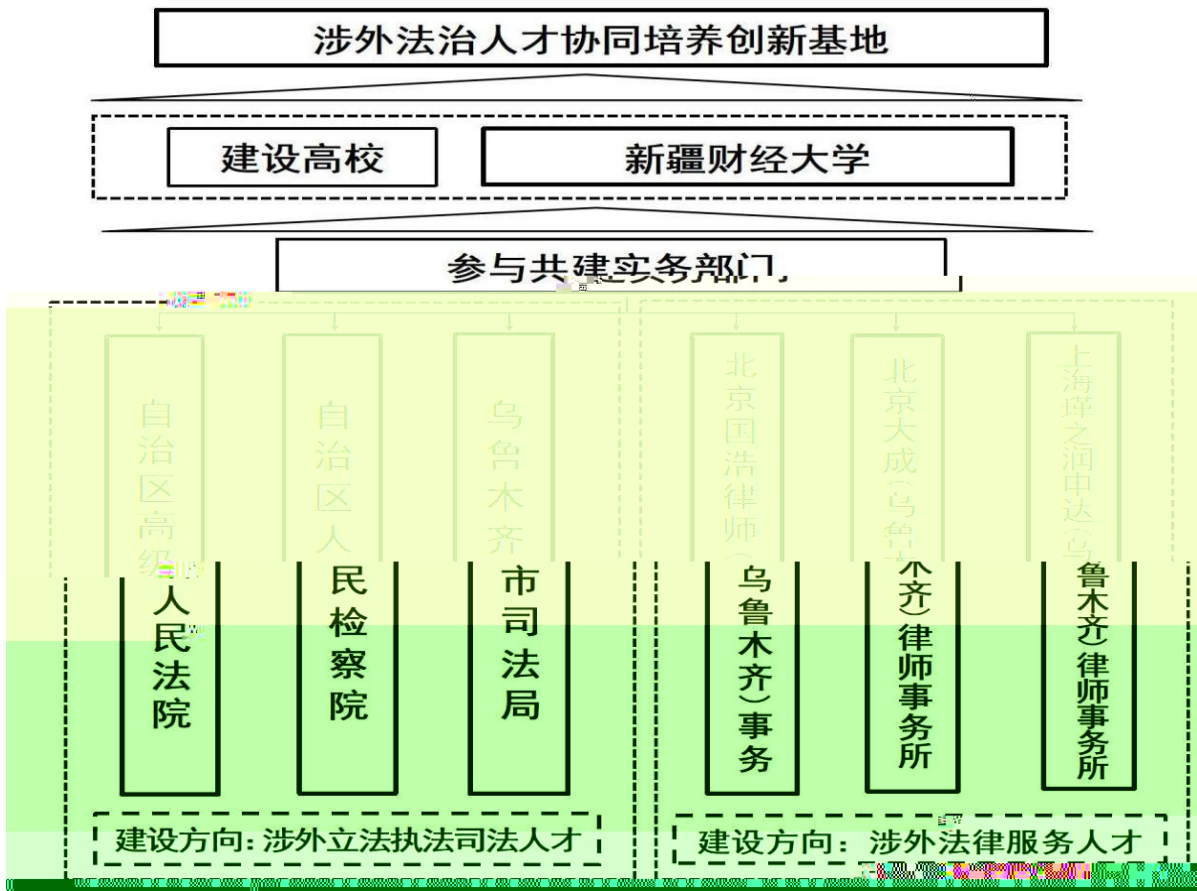 涉外法治人才协同培养创新基地
建设高校
新疆财经大学
参与共建实务部门
自治区高级人民法院
自治区人民检察院
乌鲁木齐市司法局
北京国浩律师（乌鲁木齐）事务
北京大成（乌鲁木齐）律师事务所
上海瑾之润申达（乌鲁木齐）律师事务所
建设方向：涉外立法执法司法人才
建设方向：涉外法律服务人才